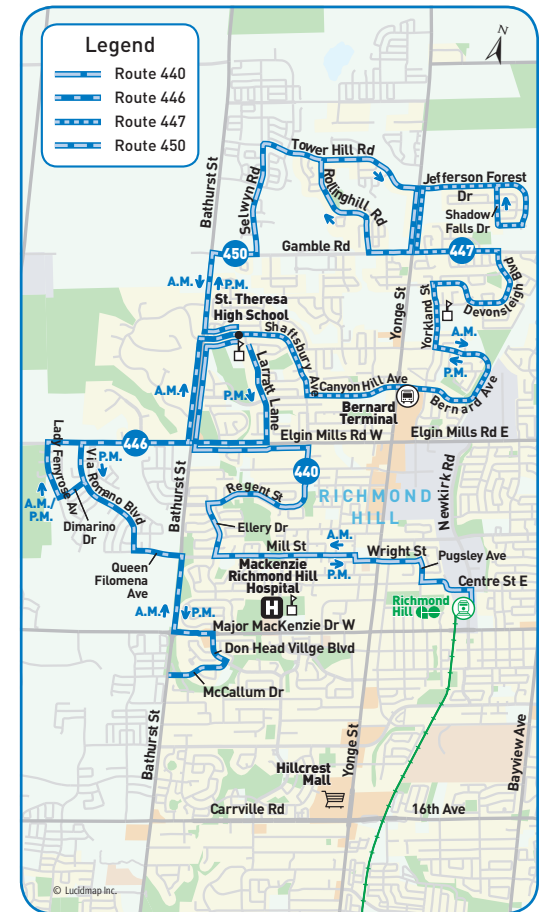 Legend
Route 440
Route 446
Route 447
Route 450
N
Tower Hill Rd
Rollinghill Rd
Jefferson Forest
Dr
Shadow
Falls Dr
Bathurst St
Selwyn Rd
Gamble Rd
450
447
A.M.
P.M.
St. Theresa
High School
Yonge St
Yorkland St
Devonsleigh Blvd
A.M.
P.M.
Shaftsbury Ave
Larratt Lane
Canyon Hill Ave
Bernard Ave
Bernard
Terminal
A.M.
P.M.
Elgin Mills Rd W
Elgin Mills Rd E
446
440
Lady Fenyrose Av
Via Romano Blvd
P.M.
A.M./
P.M.
Dimarino
Dr
Bathurst St
Regent St
RICHMOND
HILL
Newkirk Rd
Ellery Dr
Mill St
A.M.
P.M.
Wright St
Pugsley Ave
Queen
Filomena
Ave
Mackenzie
Richmond Hill
Hospital
H
Centre St E
Richmond
Hill
A.M.
P.M.
Major MacKenzie Dr W
Don Head Villge Blvd
McCallum Dr
Bathurst St
Yonge St
Bayview Ave
Hillcrest
Mall
Carrville Rd
16th Ave
© Lucidmap Inc.